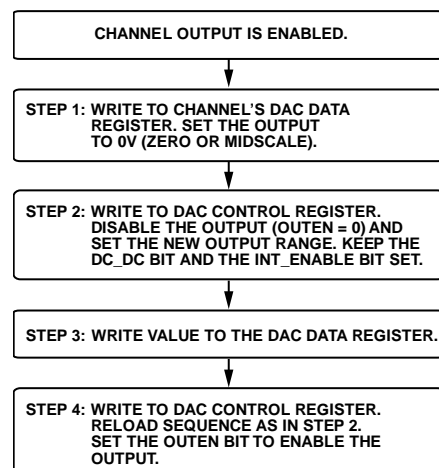 CHANNEL OUTPUT IS ENABLED.
STEP 1: WRITE TO CHANNEL'S DAC DATA
REGISTER. SET THE OUTPUT
TO 0V (ZERO OR MIDSCALE).
STEP 2: WRITE TO DAC CONTROL REGISTER.
DISABLE THE OUTPUT (OUTEN = 0) AND
SET THE NEW OUTPUT RANGE. KEEP THE
DC_DC BIT AND THE INT_ENABLE BIT SET.
STEP 3: WRITE VALUE TO THE DAC DATA REGISTER.
STEP 4: WRITE TO DAC CONTROL REGISTER.
RELOAD SEQUENCE AS IN STEP 2.
SET THE OUTEN BIT TO ENABLE THE
OUTPUT.